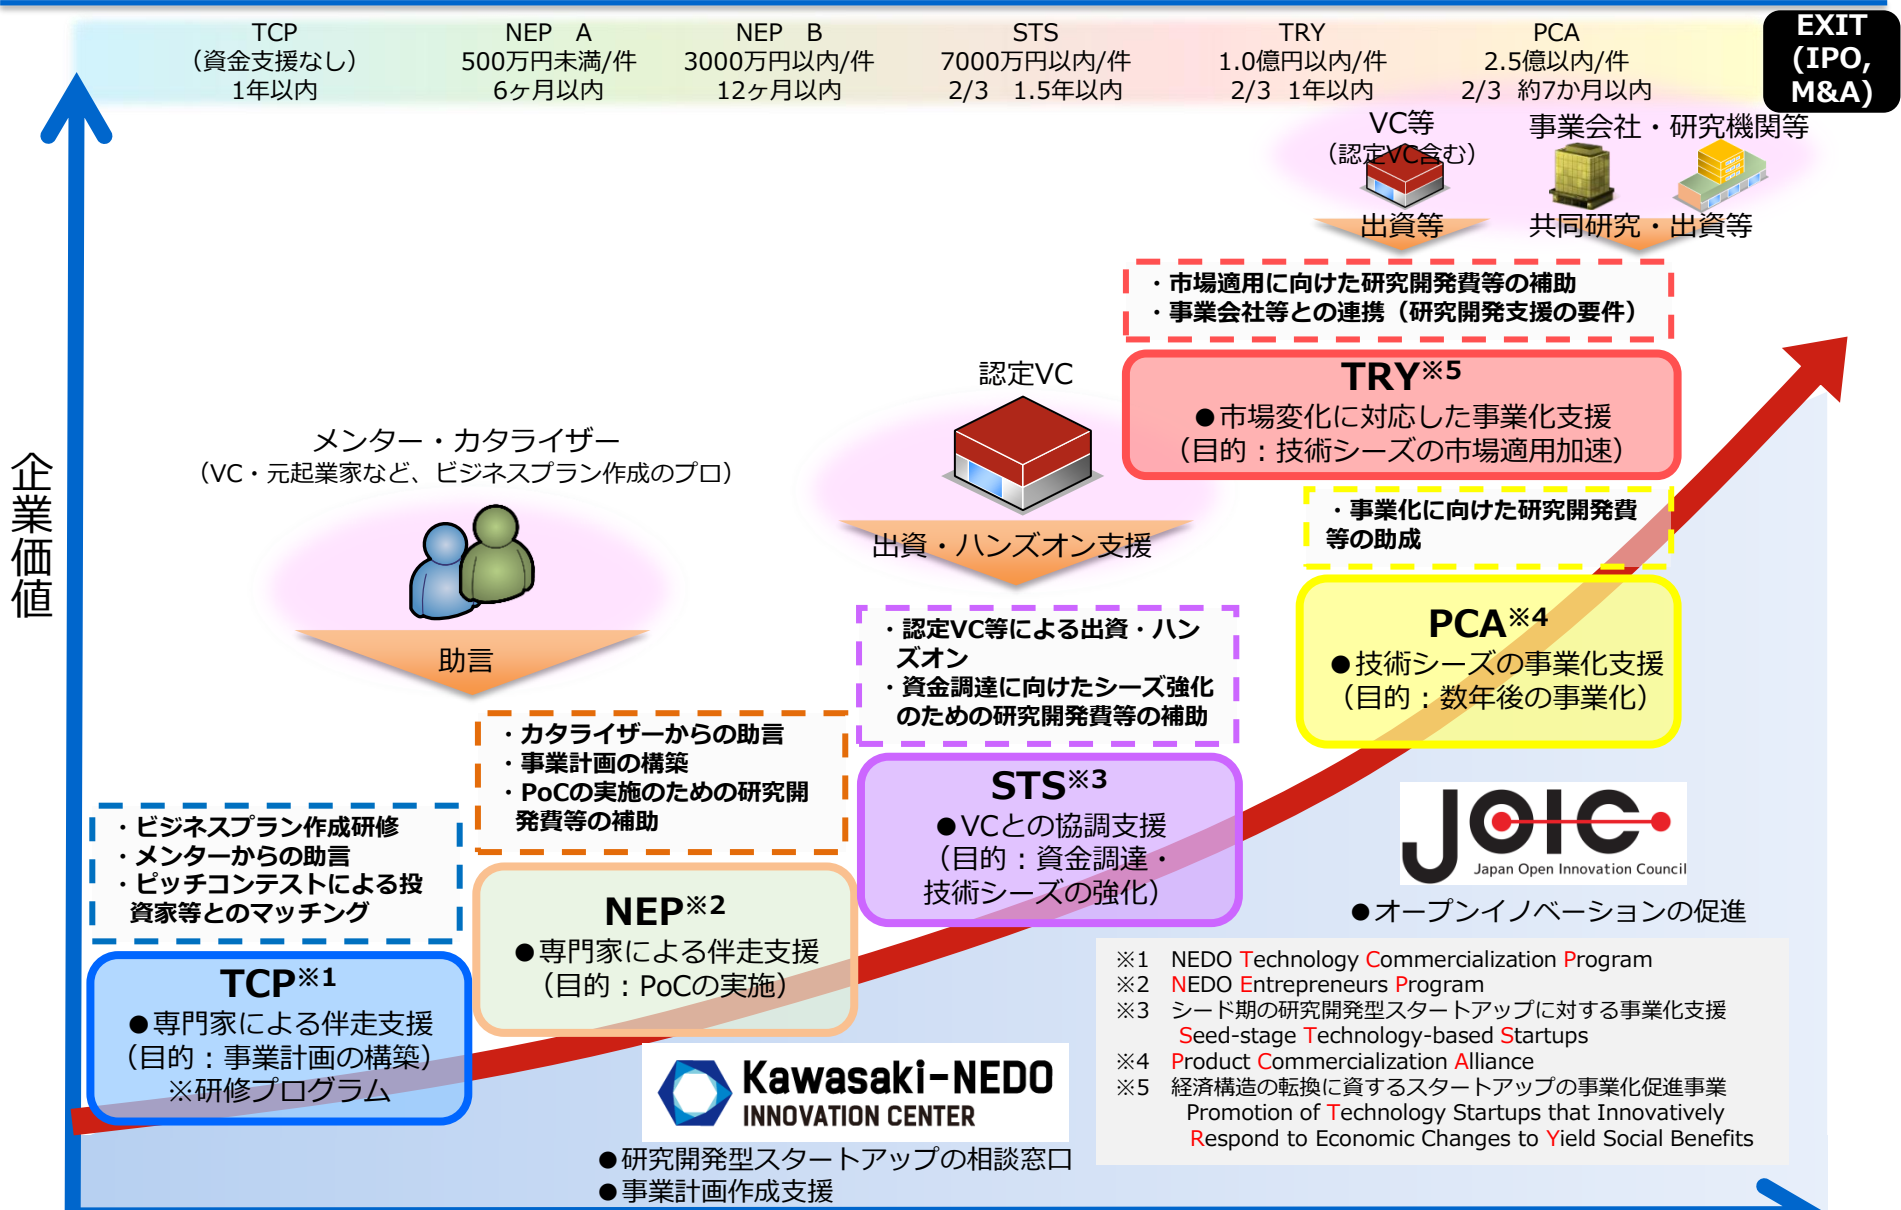 TCP
（資金支援なし）
1年以内
NEP　A
500万円未満/件
6ヶ月以内
NEP　B
3000万円以内/件
12ヶ月以内
STS
7000万円以内/件
2/3　1.5年以内
TRY
1.0億円以内/件
2/3　1年以内
PCA
2.5億以内/件
2/3　約7か月以内
EXIT
(IPO,
M&A)
VC等
（認定VC含む）
出資等
事業会社・研究機関等
共同研究・出資等
・市場適用に向けた研究開発費等の補助
・事業会社等との連携（研究開発支援の要件）
TRY※5
●市場変化に対応した事業化支援
（目的：技術シーズの市場適用加速）
認定VC
出資・ハンズオン支援
メンター・カタライザー
（VC・元起業家など、ビジネスプラン作成のプロ）
助言
企業価値
・事業化に向けた研究開発費
等の助成
PCA※4
●技術シーズの事業化支援
（目的：数年後の事業化）
・認定VC等による出資・ハン
ズオン
・資金調達に向けたシーズ強化
のための研究開発費等の補助
STS※3
●VCとの協調支援
（目的：資金調達・
技術シーズの強化）
・カタライザーからの助言
・事業計画の構築
・PoCの実施のための研究開
発費等の補助
NEP※2
●専門家による伴走支援
（目的：PoCの実施）
・ビジネスプラン作成研修
・メンターからの助言
・ピッチコンテストによる投
資家等とのマッチング
TCP※1
●専門家による伴走支援
（目的：事業計画の構築）
※研修プログラム
JOIC
Japan Open Innovation Council
●オープンイノベーションの促進
Kawasaki-NEDO
INNOVATION CENTER
●研究開発型スタートアップの相談窓口
●事業計画作成支援
※1　NEDO Technology Commercialization Program
※2　NEDO Entrepreneurs Program
※3　シード期の研究開発型スタートアップに対する事業化支援
Seed-stage Technology-based Startups
※4　Product Commercialization Alliance
※5　経済構造の転換に資するスタートアップの事業化促進事業
Promotion of Technology Startups that Innovatively
Respond to Economic Changes to Yield Social Benefits